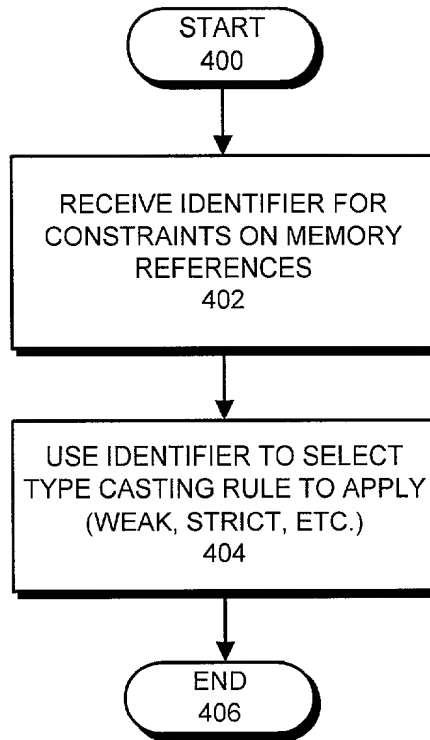 START
400
RECEIVE IDENTIFIER FOR
CONSTRAINTS ON MEMORY
REFERENCES
402
USE IDENTIFIER TO SELECT
TYPE CASTING RULE TO APPLY
(WEAK, STRICT, ETC.)
404
END
406